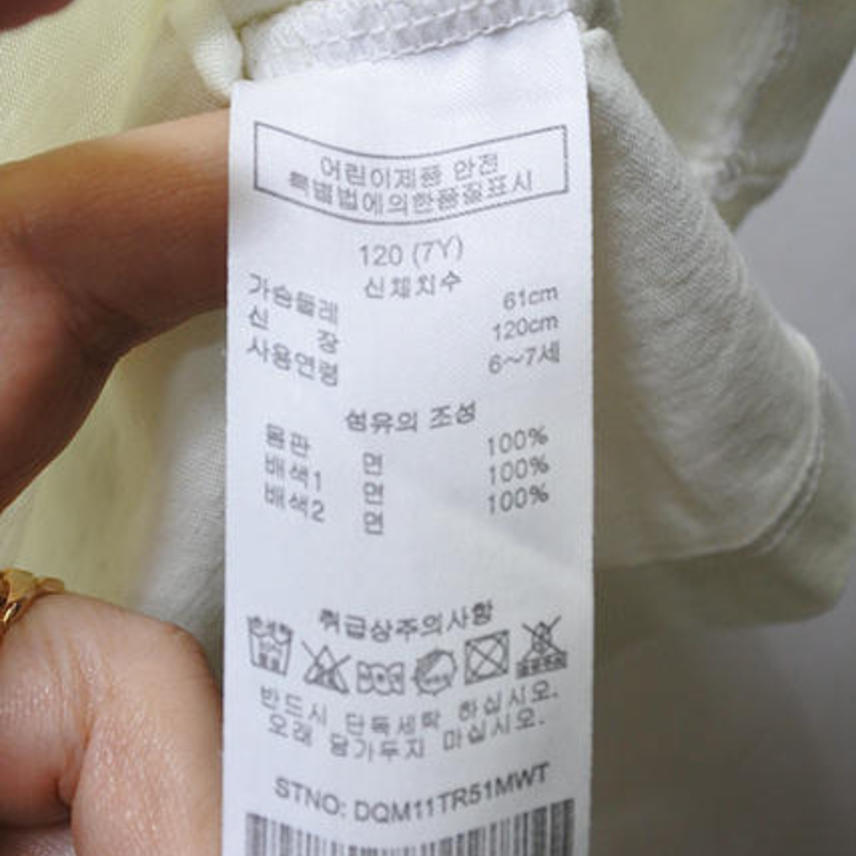 어린이제품 안전
특별법에의한품질표시
120 (7Y)
신체치수
가슴둘레 61cm
신 장 120cm
사용연령 6~7세
섬유의 조성
몸판 면 100%
배색1 면 100%
배색2 면 100%
취급상주의사항
손세탁
반드시 단독세탁 하십시오.
오래 담가두지 마십시오.
STNO: DQM11TR51MWT